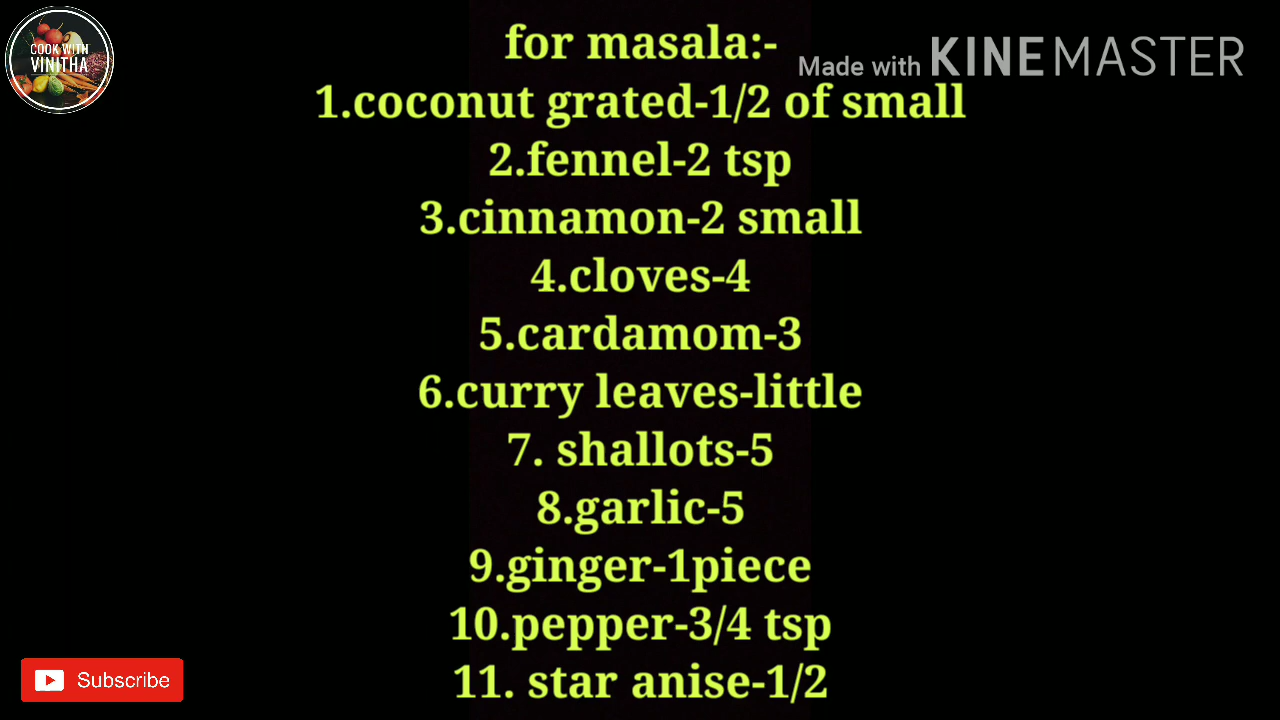 COOK WITH
VINITHA
for masala:-
Made with KINEMASTER
1.coconut grated-1/2 of small
2.fennel-2 tsp
3.cinnamon-2 small
4.cloves-4
5.cardamom-3
6.curry leaves-little
7. shallots-5
8.garlic-5
9.ginger-1piece
10.pepper-3/4 tsp
11. star anise-1/2
Subscribe